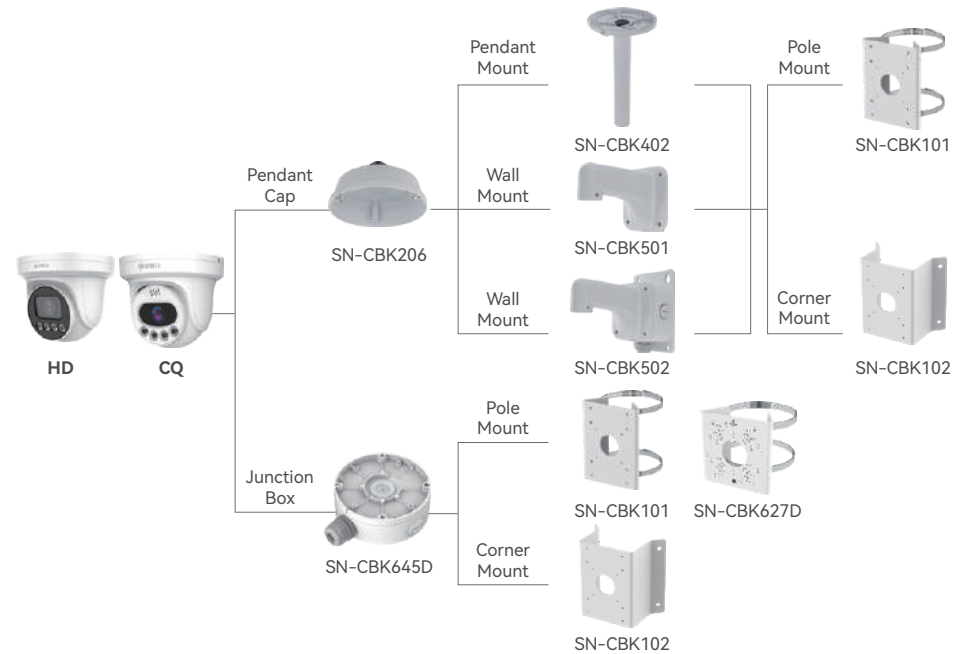 Pendant
Mount
SN-CBK402
Pole
Mount
SN-CBK101
Pendant
Cap
SN-CBK206
Wall
Mount
SN-CBK501
Wall
Mount
SN-CBK502
Corner
Mount
SN-CBK102
HD
CQ
Junction
Box
SN-CBK645D
Pole
Mount
SN-CBK101
SN-CBK627D
Corner
Mount
SN-CBK102